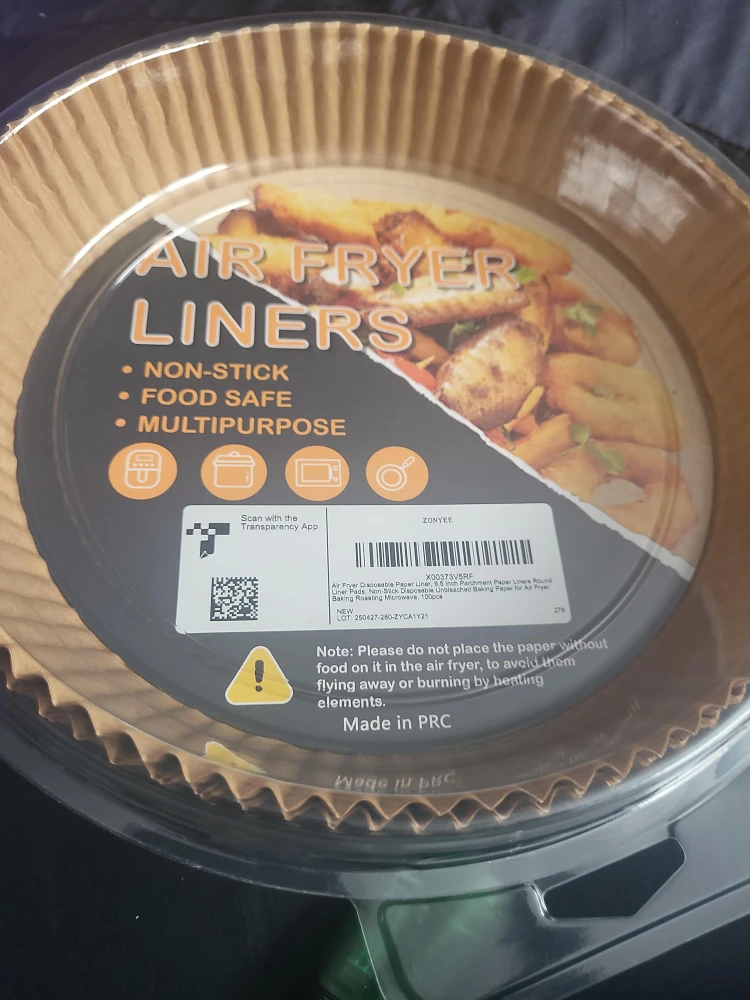 AIR FRYER
LINERS
• NON-STICK
• FOOD SAFE
• MULTIPURPOSE
Scan with the
Transparency App
ZONYEE
X00373V5RF
Air Fryer Disposable Paper Liner, 9.5 inch Parchment Paper Liners Round
Liner Pads, Non-Stick Disposable Unbleached Baking Paper for Air Fryer
Baking Roasting Microwave, 100pcs
NEW
LOT: 250427-280-ZYCA1Y21
276
Note: Please do not place the paper without
food on it in the air fryer, to avoid them
flying away or burning by heating
elements.
Made in PRC